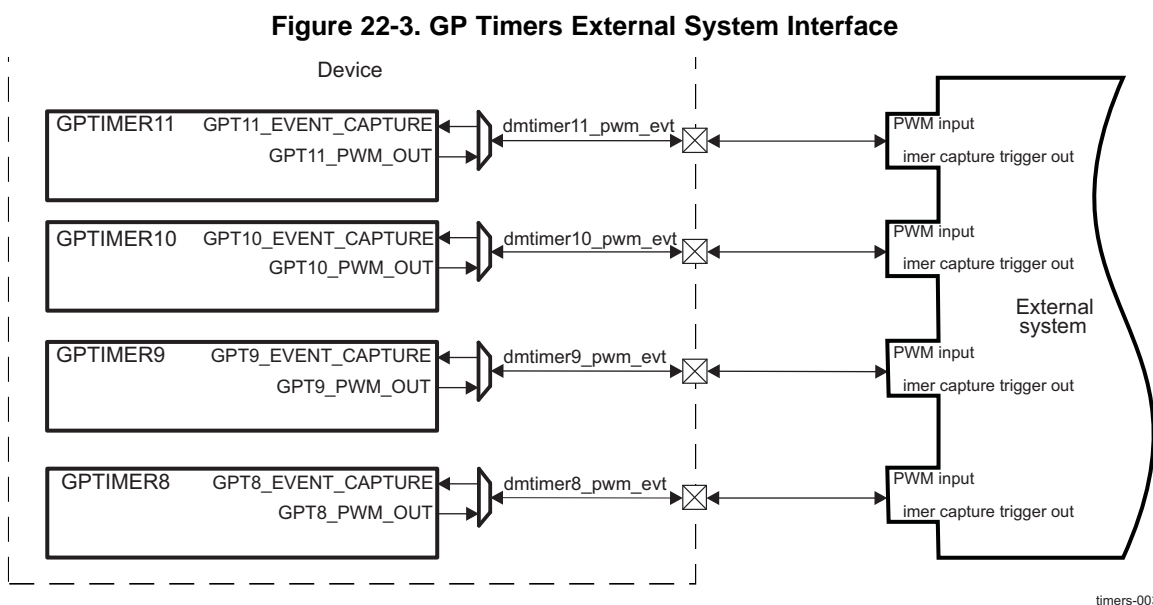 Figure 22-3. GP Timers External System Interface
Device
GPTIMER11 GPT11_EVENT_CAPTURE dmtimer11_pwm_evt PWM input
GPT11_PWM_OUT imer capture trigger out
GPTIMER10 GPT10_EVENT_CAPTURE dmtimer10_pwm_evt PWM input
GPT10_PWM_OUT imer capture trigger out
External
system
GPTIMER9 GPT9_EVENT_CAPTURE dmtimer9_pwm_evt PWM input
GPT9_PWM_OUT imer capture trigger out
GPTIMER8 GPT8_EVENT_CAPTURE dmtimer8_pwm_evt PWM input
GPT8_PWM_OUT imer capture trigger out